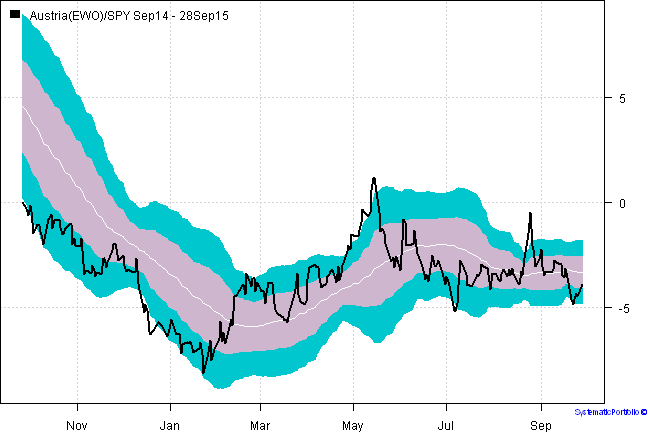 Austria(EWO)/SPY Sep14 - 28Sep15
5
0
-5
Nov Jan Mar May Jul Sep
SystematicPortfolio ©